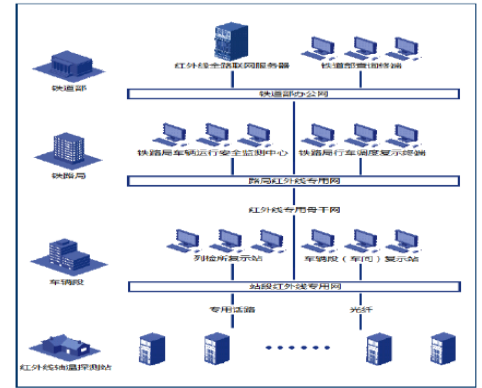 红外线全路联网服务器
铁道部查询终端
铁道部
铁道部办公网
铁路局车辆运行安全监测中心
铁路局行车调度复示终端
铁路局
路局红外线专用网
红外线专用骨干网
列检所复示站
车辆段（车间）复示站
车辆段
站段红外线专用网
专用话路
光纤
红外线轴温探测站